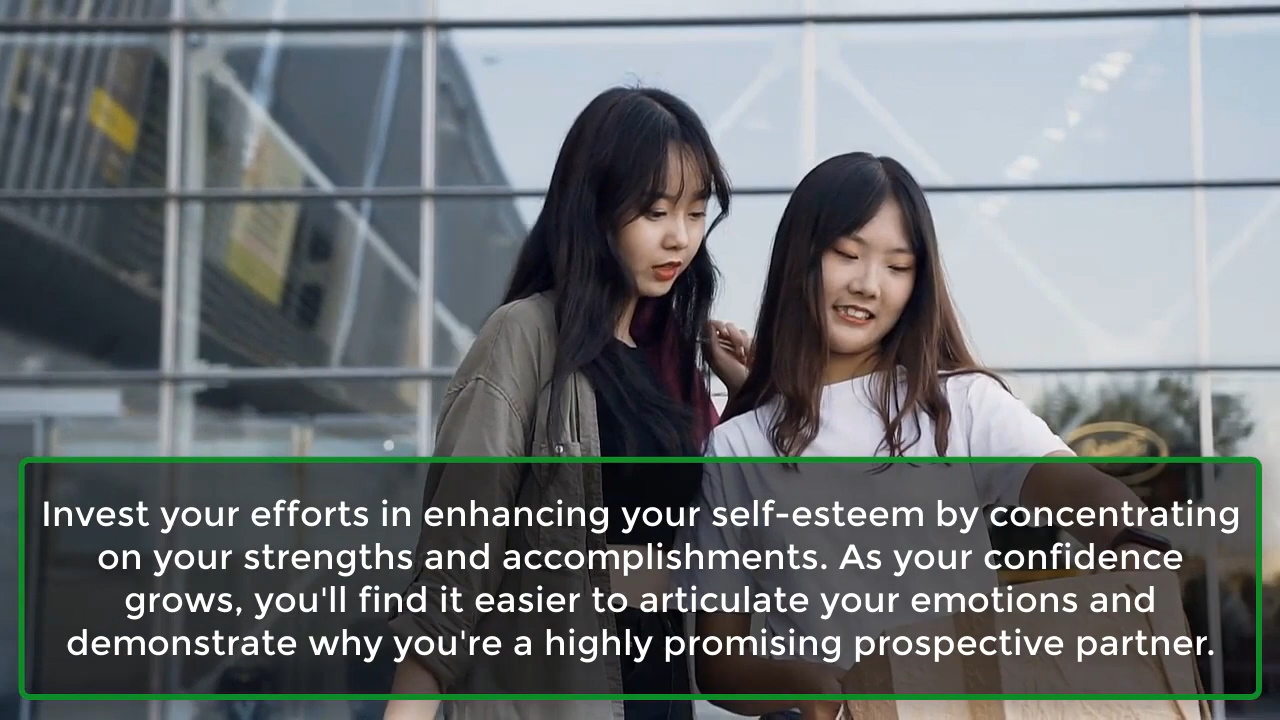 Invest your efforts in enhancing your self-esteem by concentrating
on your strengths and accomplishments. As your confidence
grows, you'll find it easier to articulate your emotions and
demonstrate why you're a highly promising prospective partner.